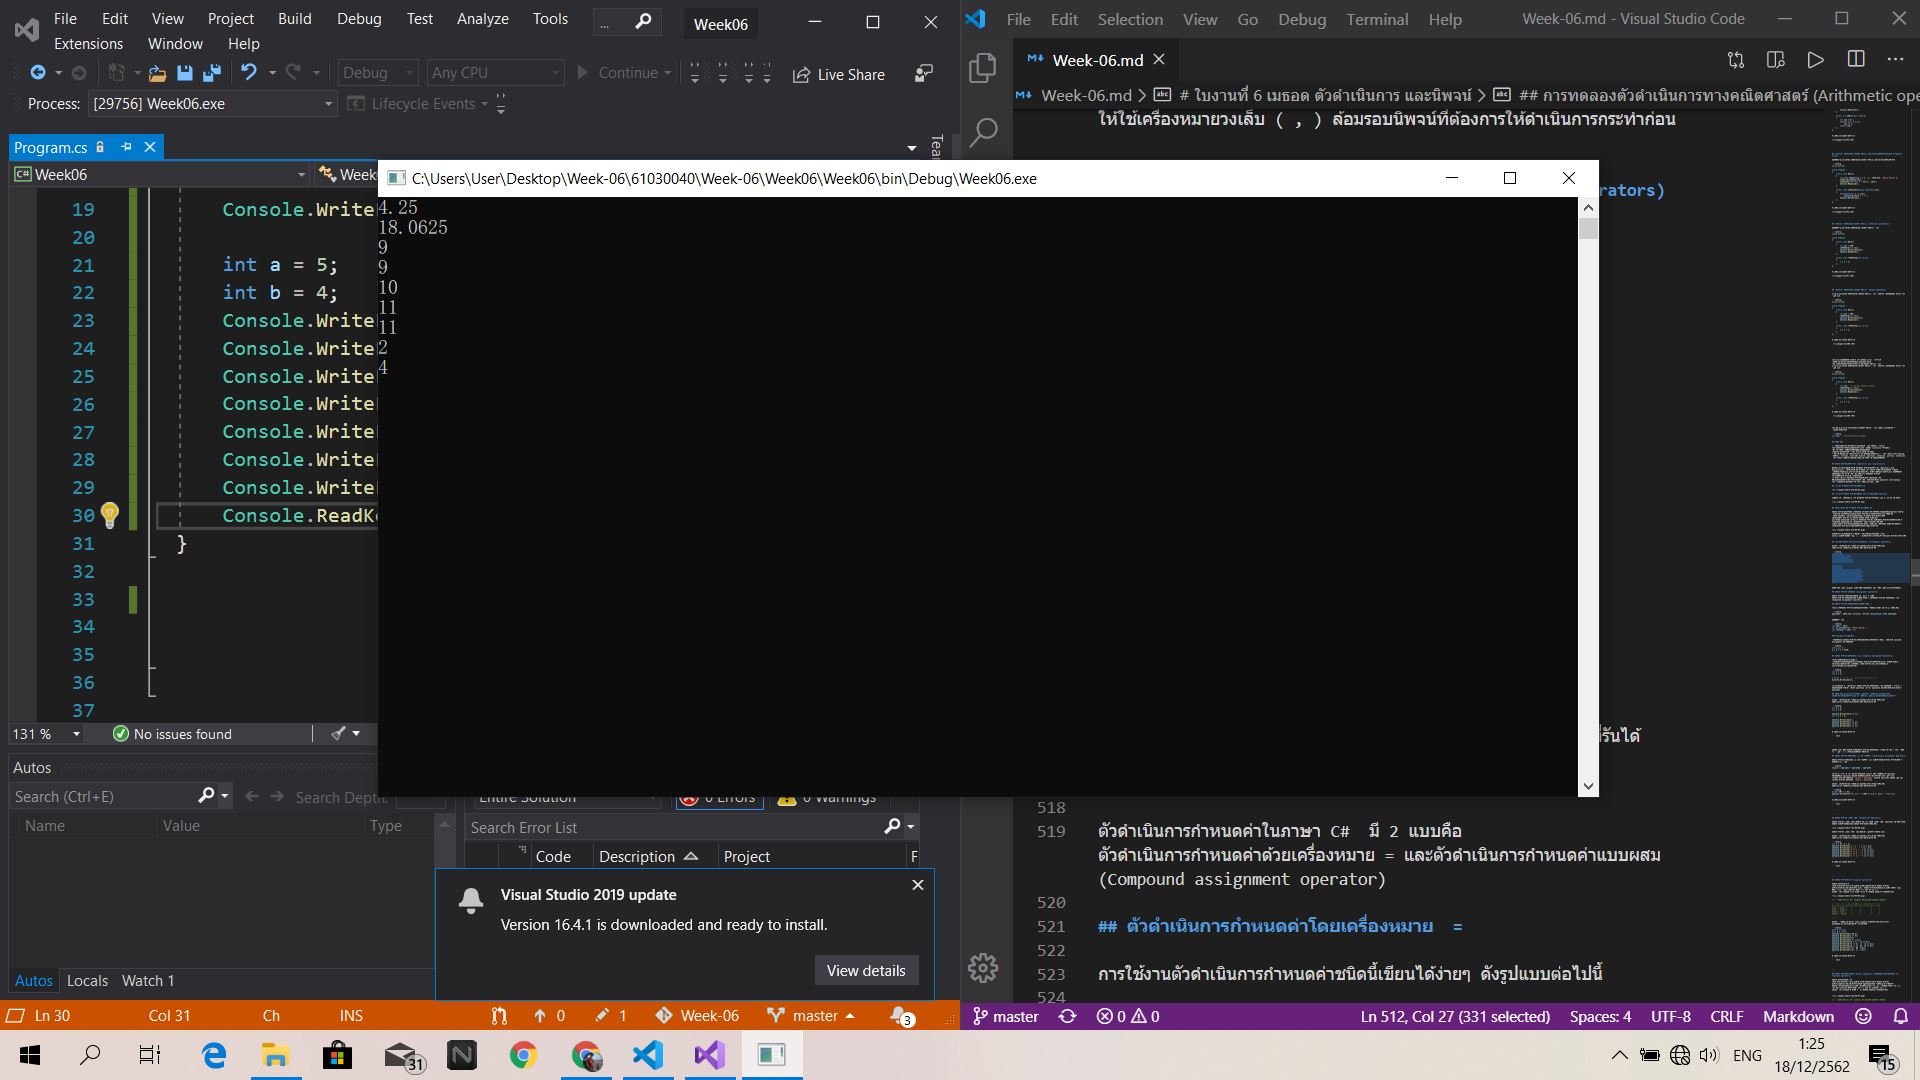 File Edit View Project Build Debug Test Analyze Tools ... Week06
Extensions Window Help
Debug Any CPU Continue Live Share
Process: [29756] Week06.exe Lifecycle Events
Program.cs
Week06
19 Console.Write
20
21 int a = 5;
22 int b = 4;
23 Console.Write
24 Console.Write
25 Console.Write
26 Console.Write
27 Console.Write
28 Console.Write
29 Console.Write
30 Console.ReadK
31 }
32
33
34
35
36
37
131 % No issues found
Autos
Search (Ctrl+E) Search Depth:
Name Value Type
Autos Locals Watch 1
Entire Solution 0 Errors 0 Warnings
Search Error List
Code Description Project F
Visual Studio 2019 update
Version 16.4.1 is downloaded and ready to install.
View details
Ln 30 Col 31 Ch INS 0 1 Week-06 master 3
C:\Users\User\Desktop\Week-06\61030040\Week-06\Week06\Week06\bin\Debug\Week06.exe
4.25
18.0625
9
9
10
11
11
2
4
File Edit Selection View Go Debug Terminal Help Week-06.md - Visual Studio Code
Week-06.md
Week-06.md > # ใบงานที่ 6 เมธอด ตัวดำเนินการ และนิพจน์ > ## การทดลองตัวดำเนินการทางคณิตศาสตร์ (Arithmetic ope
ให้ใช้เครื่องหมายวงเล็บ ( , ) ล้อมรอบนิพจน์ที่ต้องการให้ดำเนินการกระทำก่อน
rators)
ที่รันได้
518
519 ตัวดำเนินการกำหนดค่าในภาษา C# มี 2 แบบคือ
ตัวดำเนินการกำหนดค่าด้วยเครื่องหมาย = และตัวดำเนินการกำหนดค่าแบบผสม
(Compound assignment operator)
520
521 ## ตัวดำเนินการกำหนดค่าโดยเครื่องหมาย =
522
523 การใช้งานตัวดำเนินการกำหนดค่าชนิดนี้เขียนได้ง่ายๆ ดังรูปแบบต่อไปนี้
524
master 0 0 Ln 512, Col 27 (331 selected) Spaces: 4 UTF-8 CRLF Markdown
31 ENG 1:25
18/12/2562 15